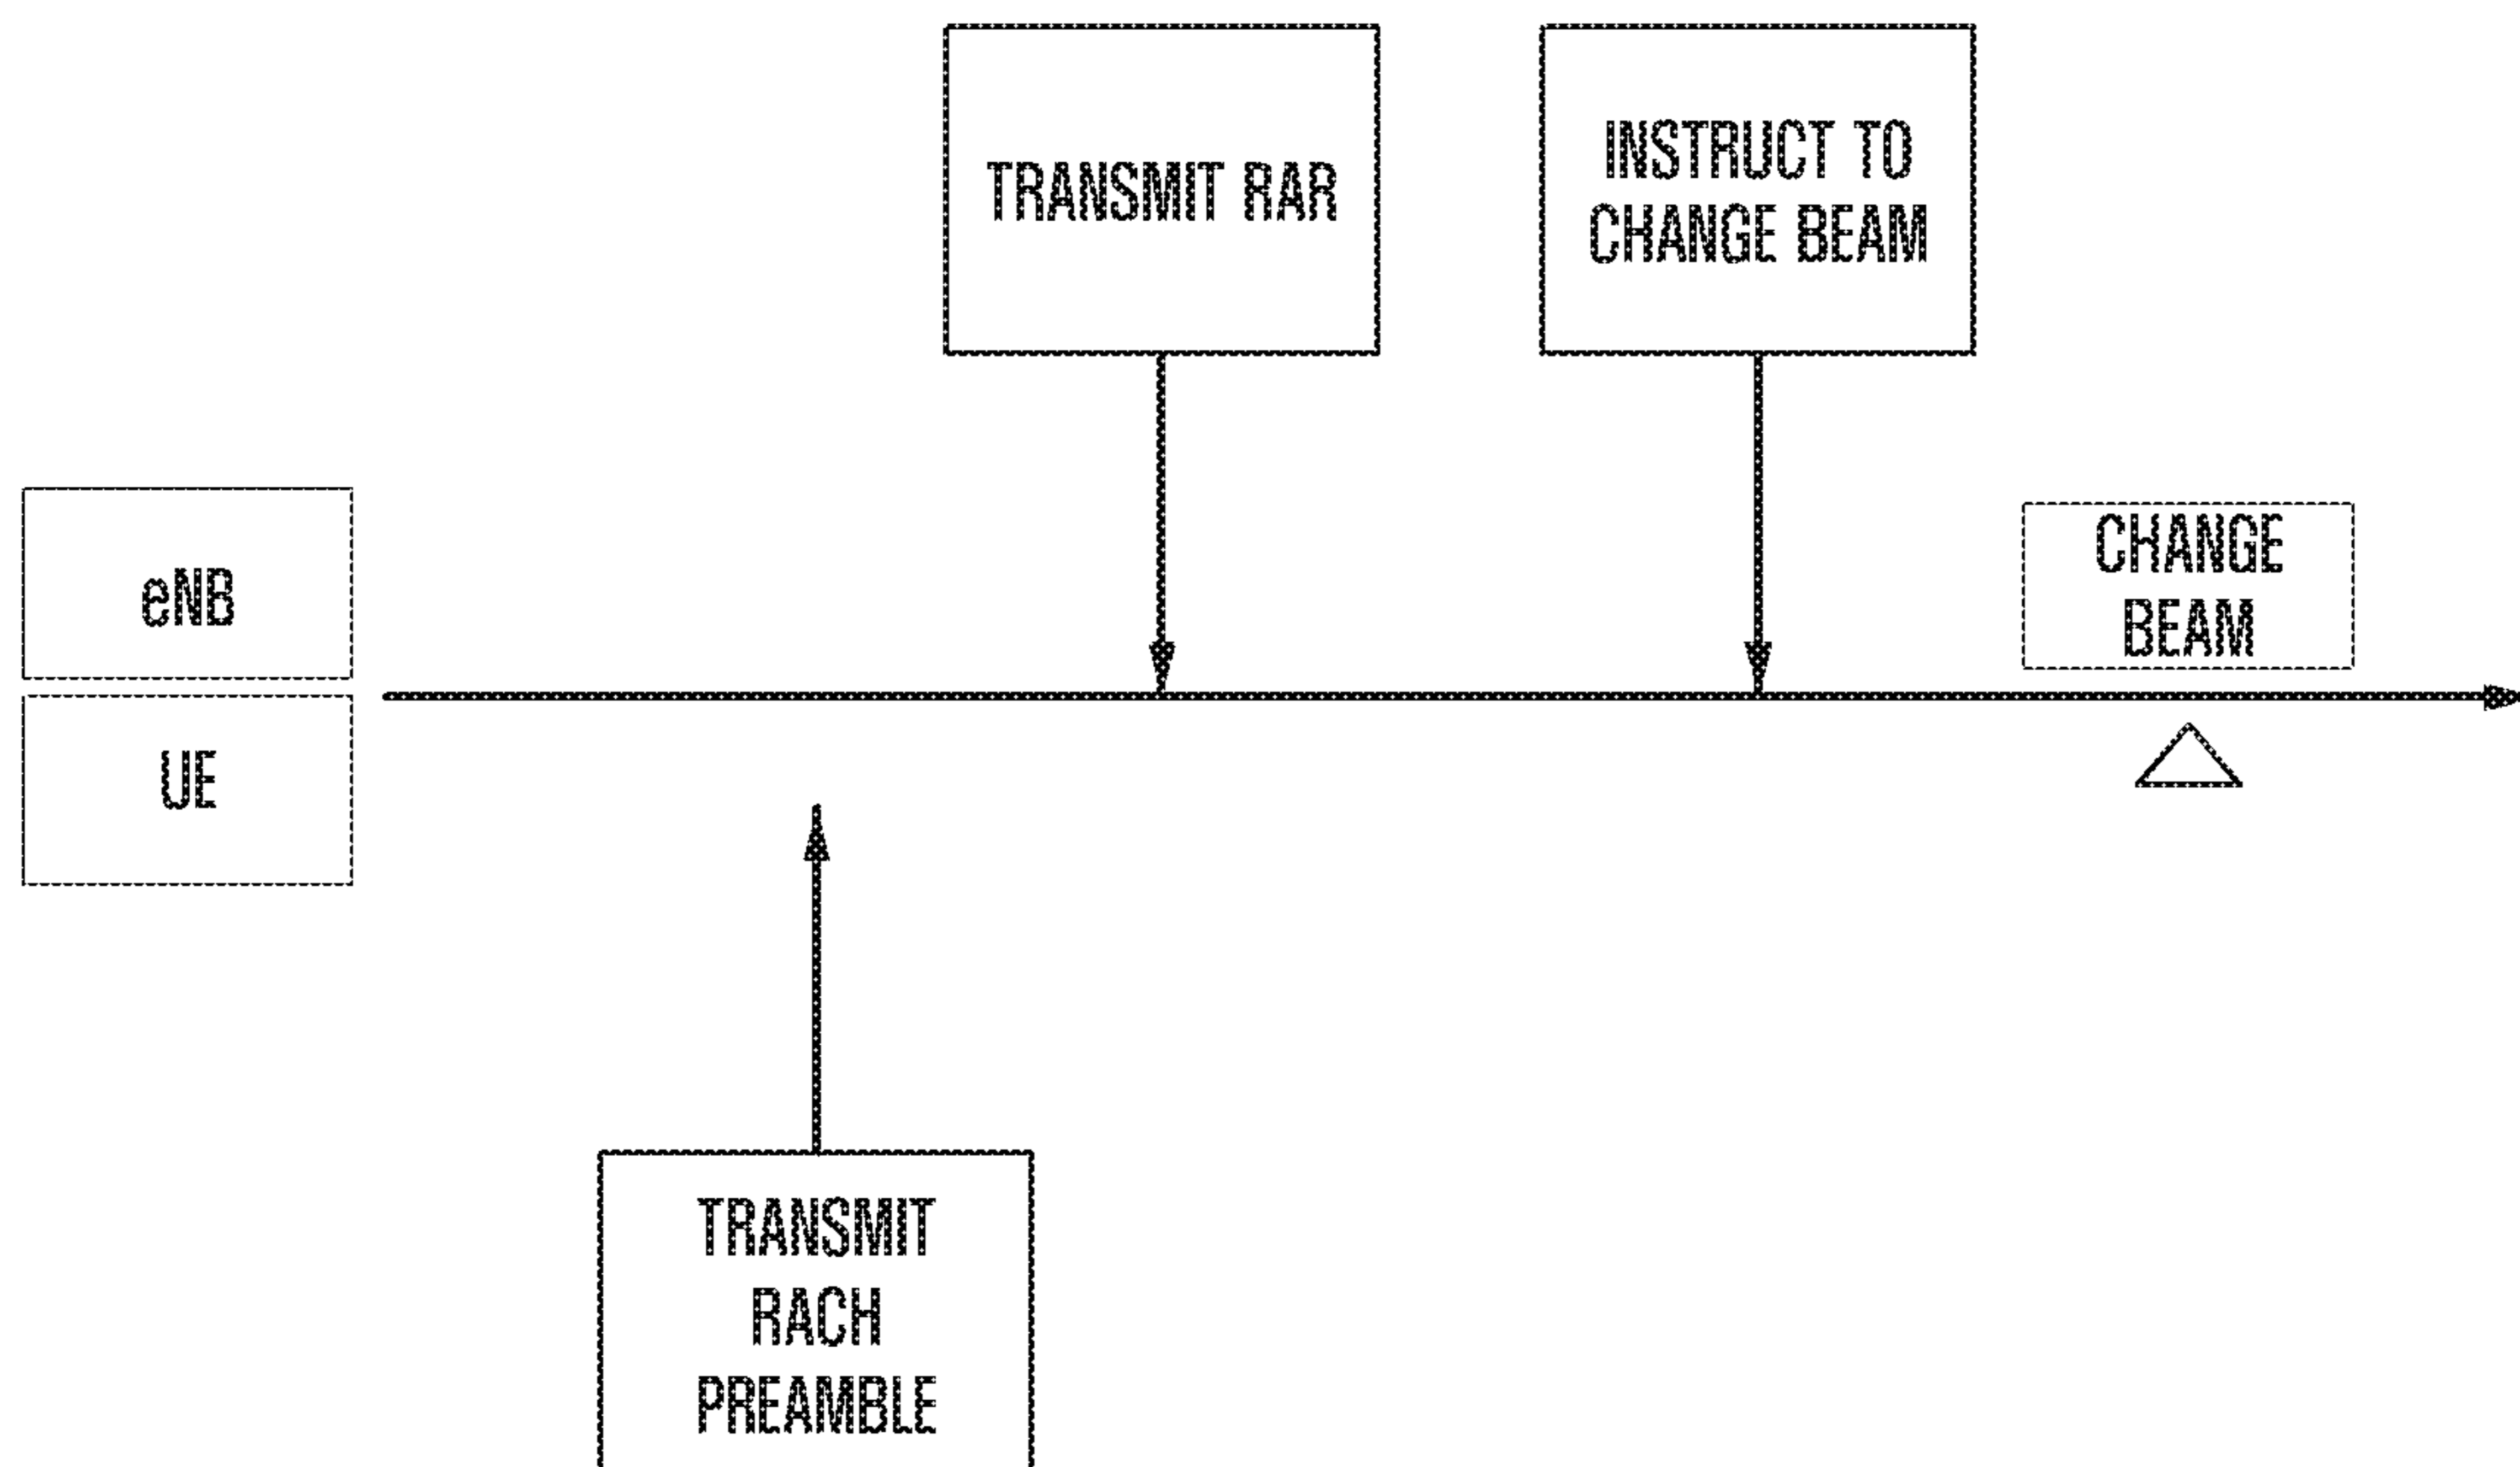 TRANSMIT RAR
INSTRUCT TO
CHANGE BEAM
eNB
CHANGE
BEAM
UE
TRANSMIT
RACH
PREAMBLE